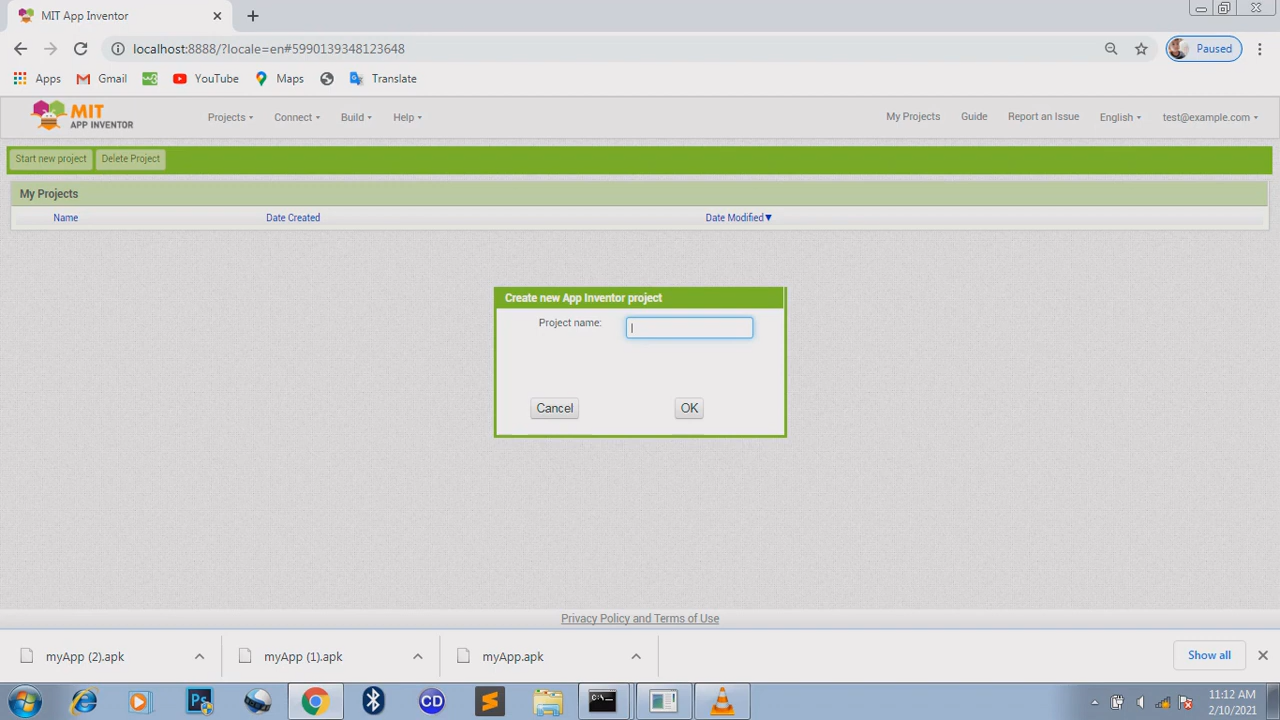 MIT App Inventor
localhost:8888/?locale=en#5990139348123648
Paused
Apps Gmail YouTube Maps Translate
MIT
APP INVENTOR
Projects Connect Build Help My Projects Guide Report an Issue English test@example.com
Start new project Delete Project
My Projects
Name Date Created Date Modified
Create new App Inventor project
Project name:
Cancel OK
Privacy Policy and Terms of Use
myApp (2).apk myApp (1).apk myApp.apk Show all
Ps CD
11:12 AM
2/10/2021